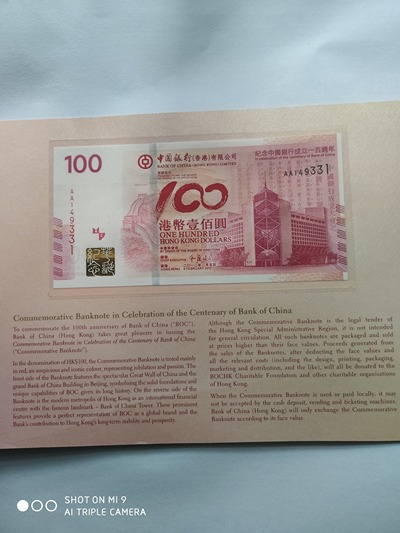 100
中國銀行(香港)有限公司
BANK OF CHINA (HONG KONG) LIMITED
紀念中國銀行成立一百週年
In celebration of the centenary of Bank of China
AA149331
100
港幣壹佰圓
ONE HUNDRED
HONG KONG DOLLARS
AA149331
Commemorative Banknote in Celebration of the Centenary of Bank of China
To commemorate the 100th anniversary of Bank of China ("BOC"),
Bank of China (Hong Kong) takes great pleasure in issuing the
Commemorative Banknote in Celebration of the Centenary of Bank of China
("Commemorative Banknote").
In the denomination of HK$100, the Commemorative Banknote is tinted mainly
in red, an auspicious and iconic colour, representing jubilation and passion. The
front side of the Banknote features the spectacular Great Wall of China and the
grand Bank of China Building in Beijing, symbolising the solid foundations and
unique capabilities of BOC given its long history. On the reverse side of the
Banknote is the modern metropolis of Hong Kong as an international financial
centre with the famous landmark – Bank of China Tower. These prominent
features provide a perfect representation of BOC as a global brand and the
Bank's contribution to Hong Kong's long-term stability and prosperity.
Although the Commemorative Banknote is the legal tender of
the Hong Kong Special Administrative Region, it is not intended
for general circulation. All such banknotes are packaged and sold
at prices higher than their face values. Proceeds generated from
the sales of the Banknotes, after deducting the face values and
all the relevant costs (including the design, printing, packaging,
marketing and distribution, and the like), will all be donated to the
BOCHK Charitable Foundation and other charitable organisations
of Hong Kong.
When the Commemorative Banknote is used or paid locally, it may
not be accepted by the cash deposit, vending and ticketing machines.
Bank of China (Hong Kong) will only exchange the Commemorative
Banknote according to its face value.
SHOT ON MI 9
AI TRIPLE CAMERA